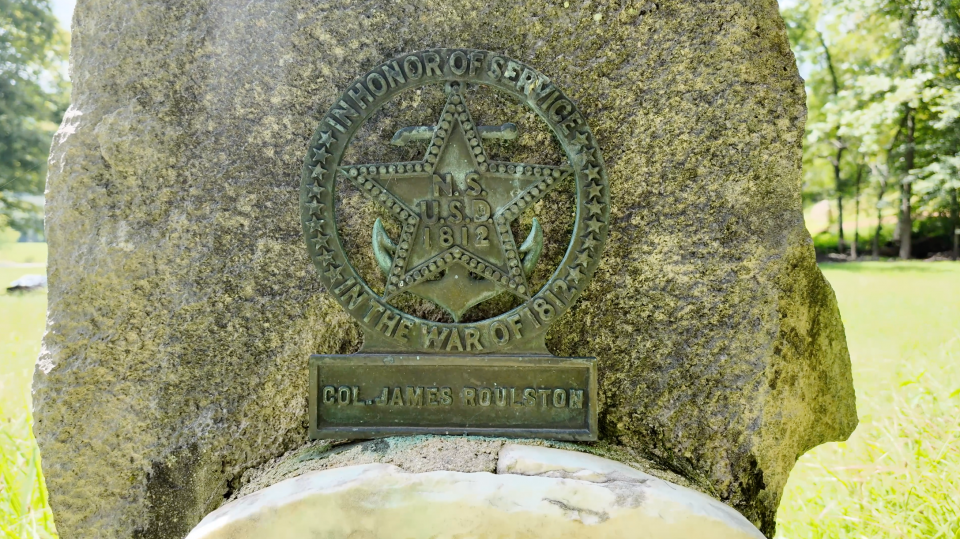 IN HONOR OF SERVICE
N.S.
U.S.D.
1812
IN THE WAR OF 1812
COL. JAMES ROULSTON